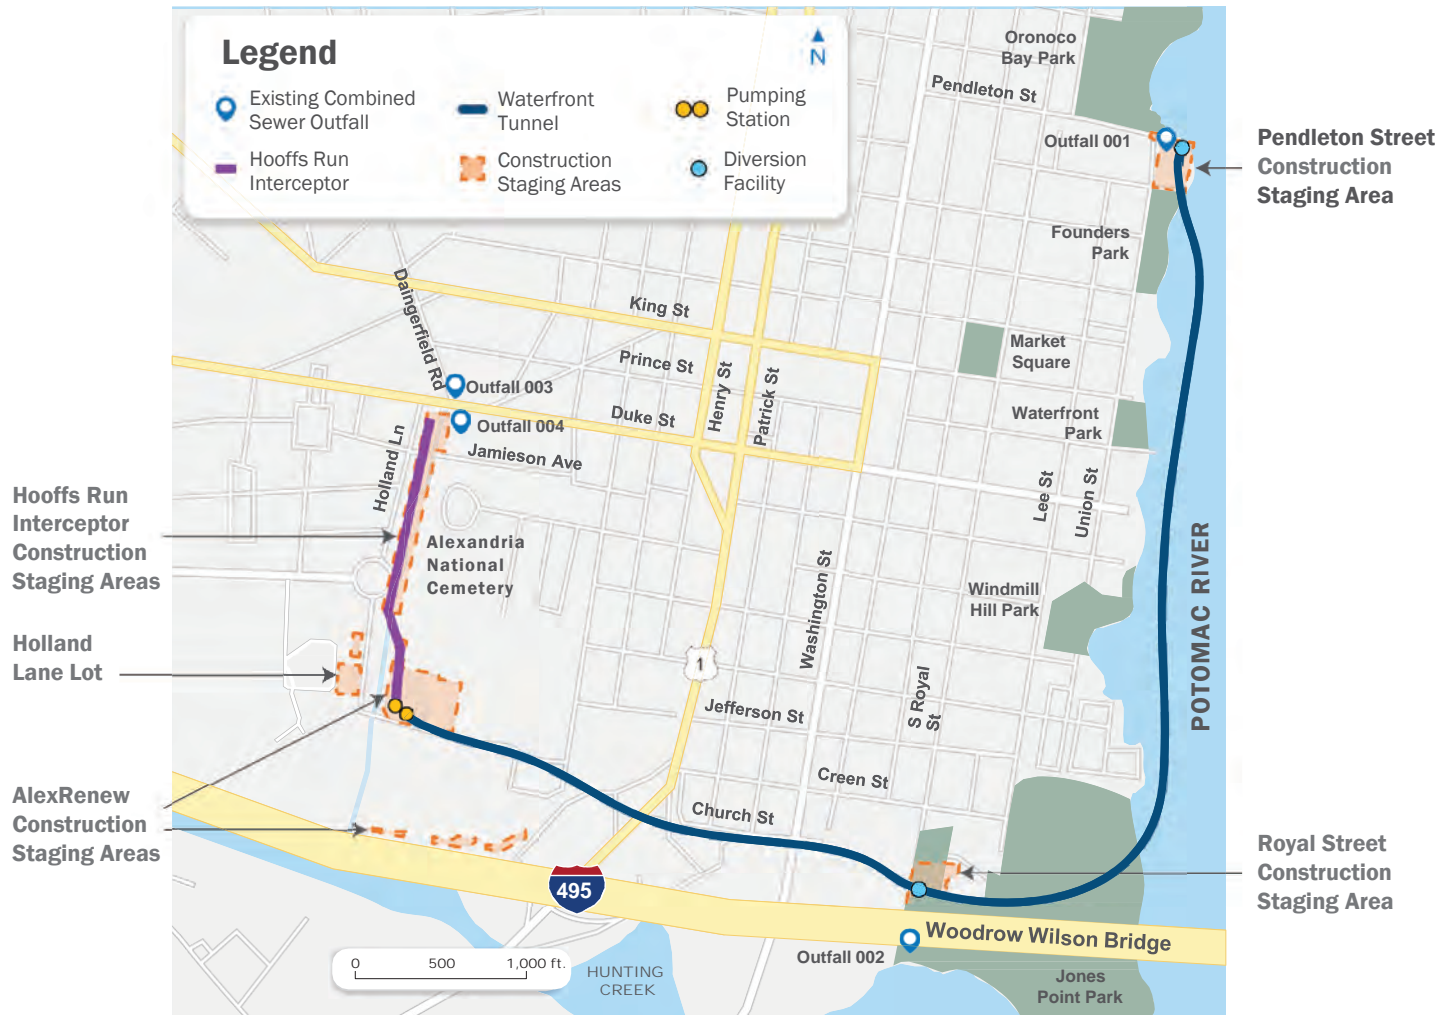 Legend
N
Existing Combined
Sewer Outfall
Waterfront
Tunnel
Pumping
Station
Hooffs Run
Interceptor
Construction
Staging Areas
Diversion
Facility
Oronoco
Bay Park
Pendleton St
Outfall 001
Pendleton Street
Construction
Staging Area
Founders
Park
Daingerfield Rd
King St
Prince St
Henry St
Patrick St
Market
Square
Outfall 003
Duke St
Outfall 004
Waterfront
Park
Holland Ln
Jamieson Ave
Lee St
Union St
Hooffs Run
Interceptor
Construction
Staging Areas
Alexandria
National
Cemetery
POTOMAC RIVER
Washington St
Windmill
Hill Park
Holland
Lane Lot
1
S Royal
St
Jefferson St
Creen St
Church St
AlexRenew
Construction
Staging Areas
Royal Street
Construction
Staging Area
495
Woodrow Wilson Bridge
Outfall 002
0
500
1,000 ft.
HUNTING
CREEK
Jones
Point Park